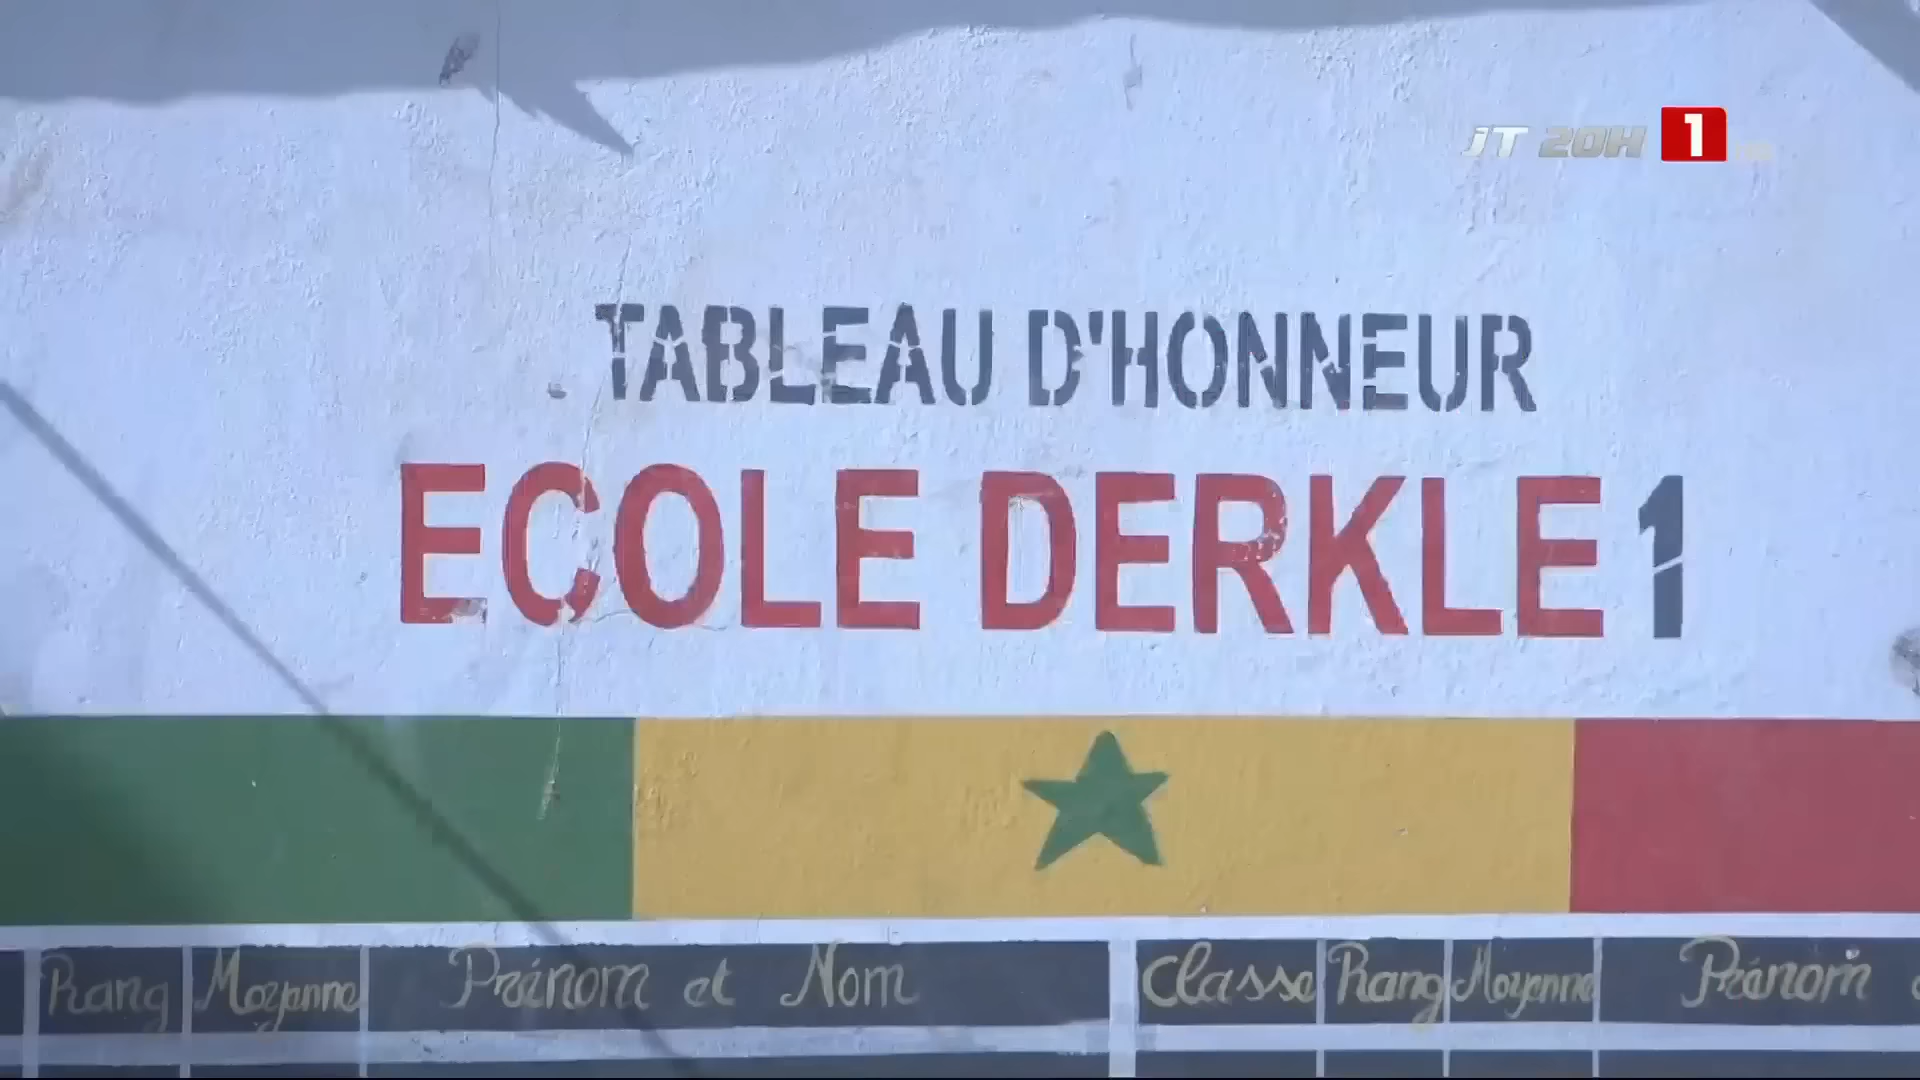 JT 20H 1
TABLEAU D'HONNEUR
ECOLE DERKLE 1
Rang Moyenne Prénom et Nom Classe Rang Moyenne Prénom